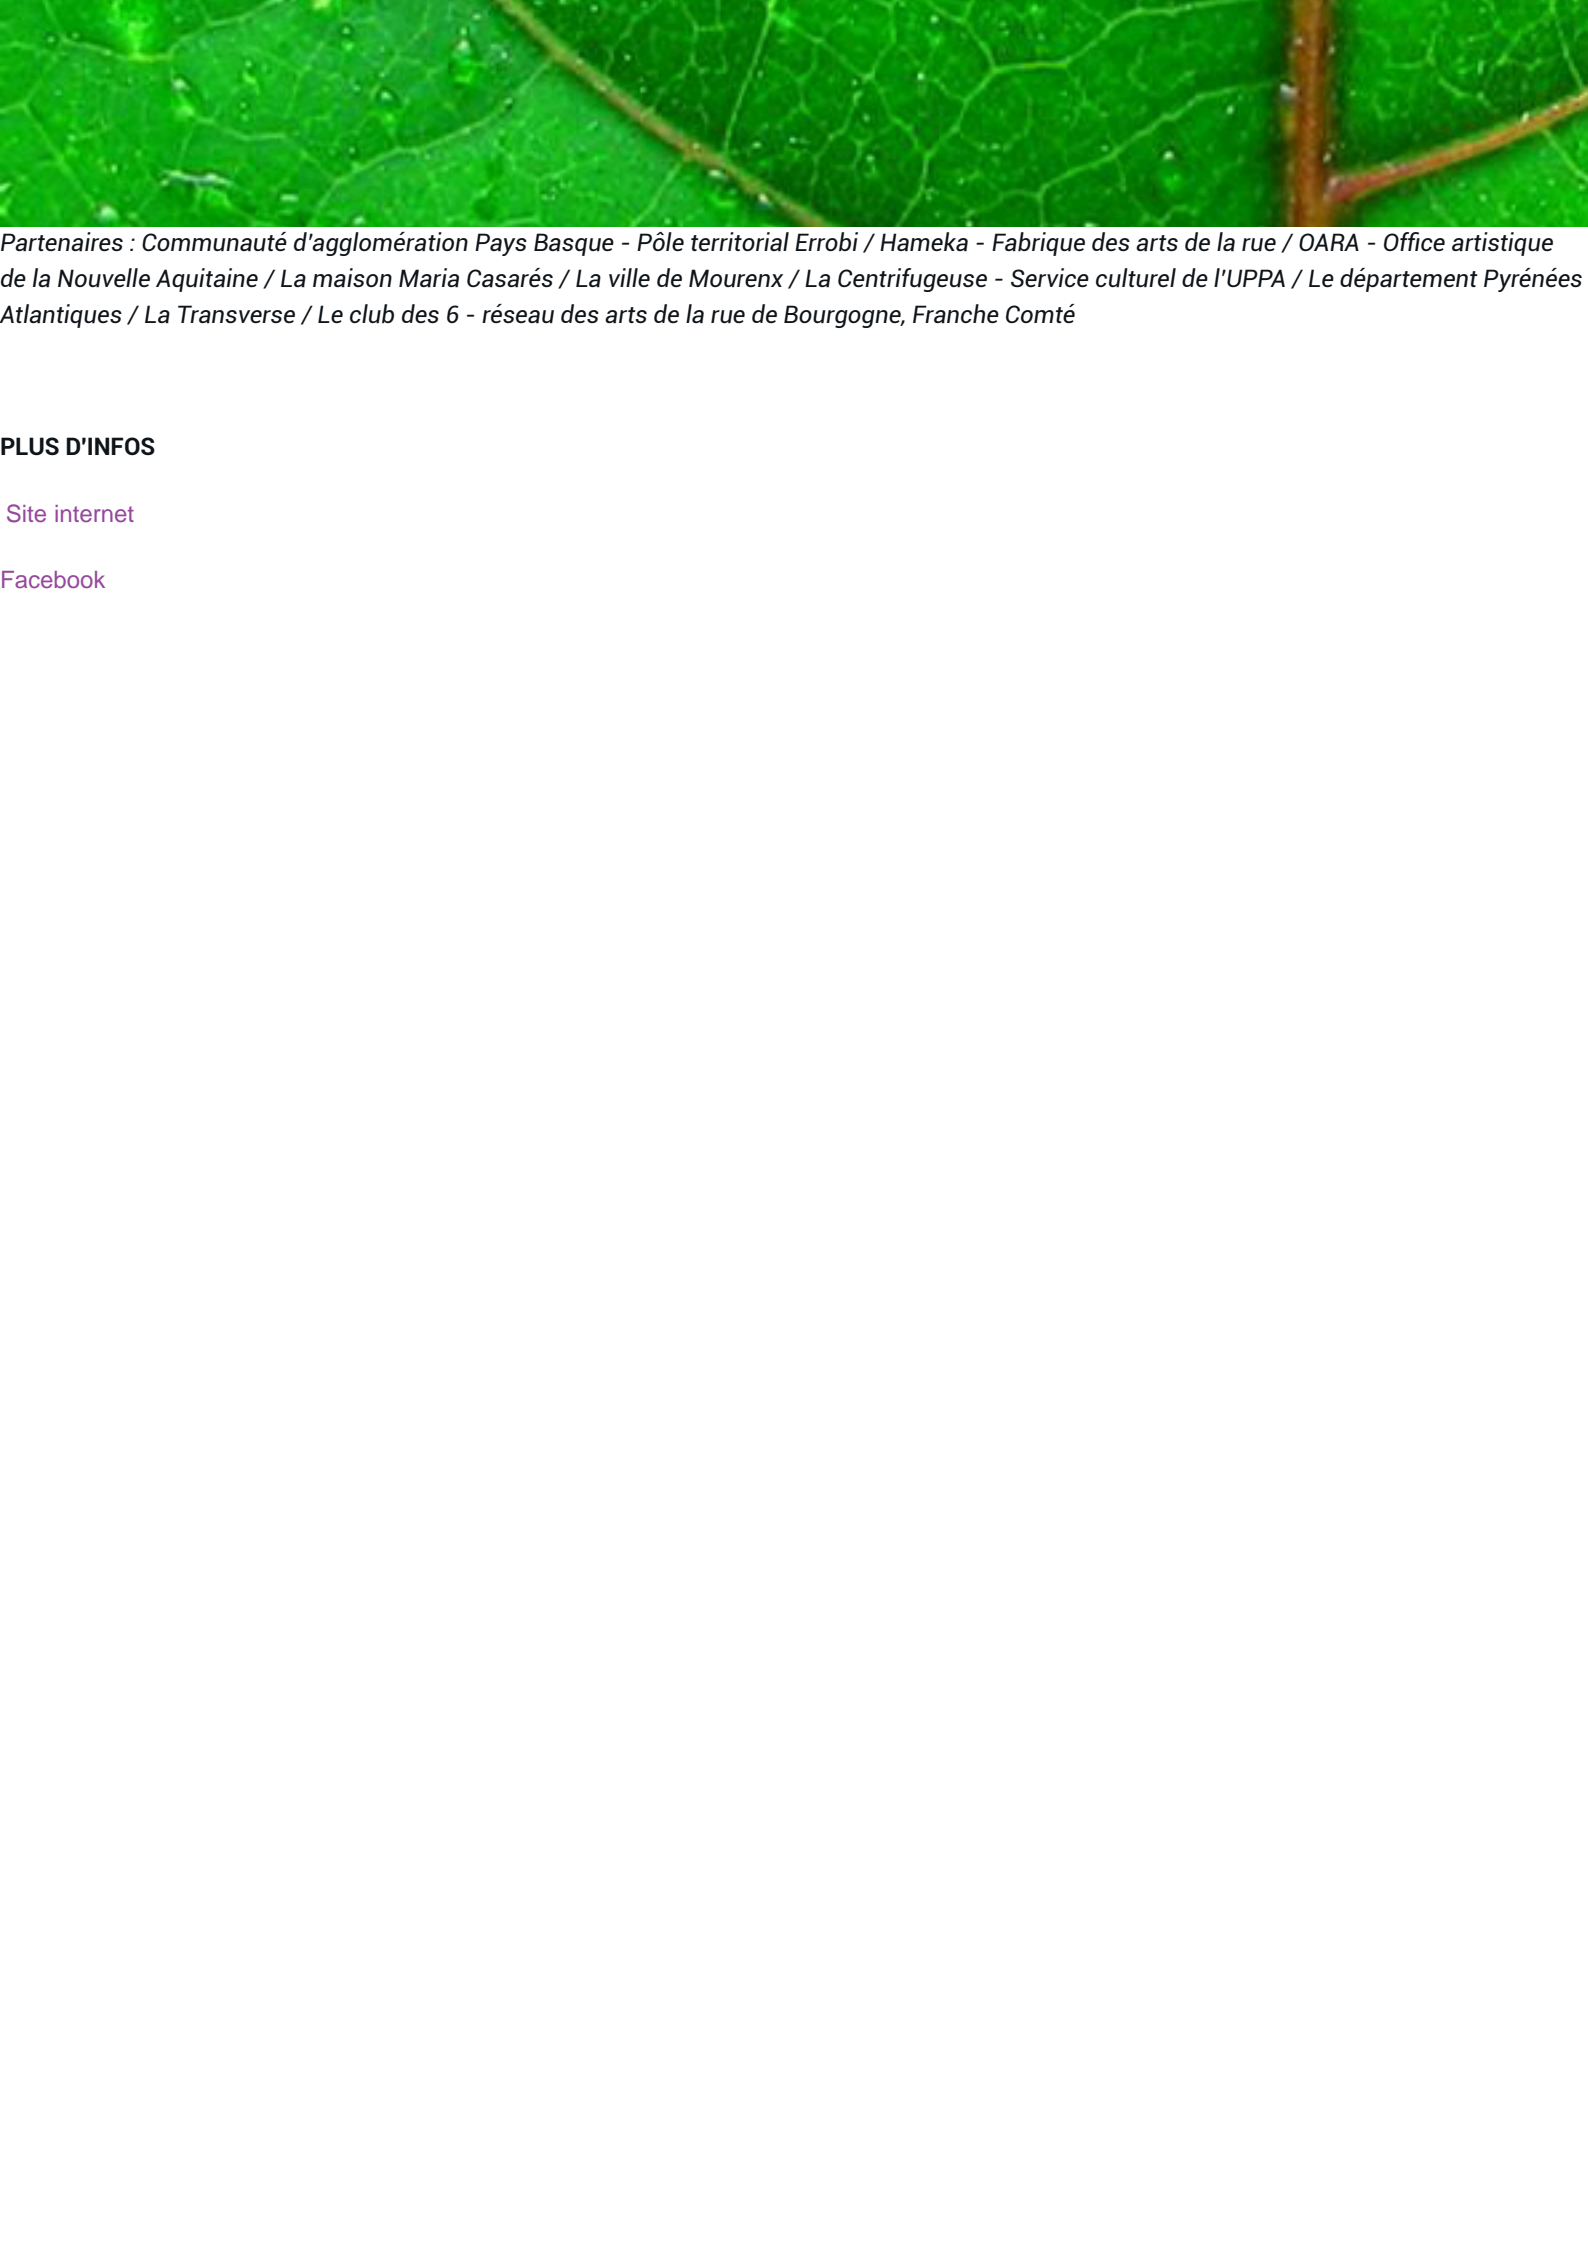 Partenaires : Communauté d'agglomération Pays Basque - Pôle territorial Errobi / Hameka - Fabrique des arts de la rue / OARA - Office artistique
de la Nouvelle Aquitaine / La maison Maria Casarés / La ville de Mourenx / La Centrifugeuse - Service culturel de l'UPPA / Le département Pyrénées
Atlantiques / La Transverse / Le club des 6 - réseau des arts de la rue de Bourgogne, Franche Comté
PLUS D'INFOS
Site internet
Facebook